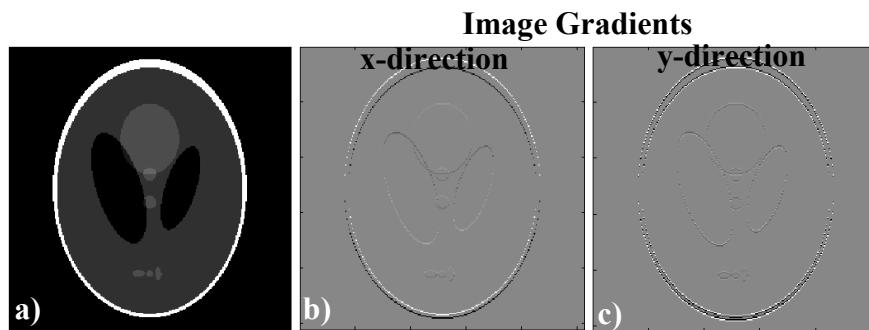 Image Gradients
x-direction
y-direction
a)
b)
c)